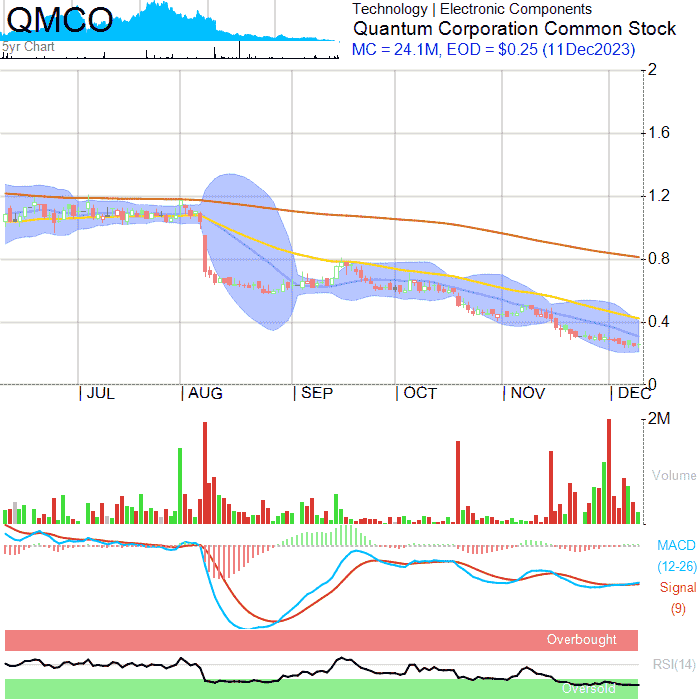 QMCO
5yr Chart
Technology | Electronic Components
Quantum Corporation Common Stock
MC = 24.1M, EOD = $0.25 (11Dec2023)
2
1.6
1.2
0.8
0.4
0
| JUL | AUG | SEP | OCT | NOV | DEC
2M
Volume
MACD
(12-26)
Signal
(9)
Overbought
RSI(14)
Oversold